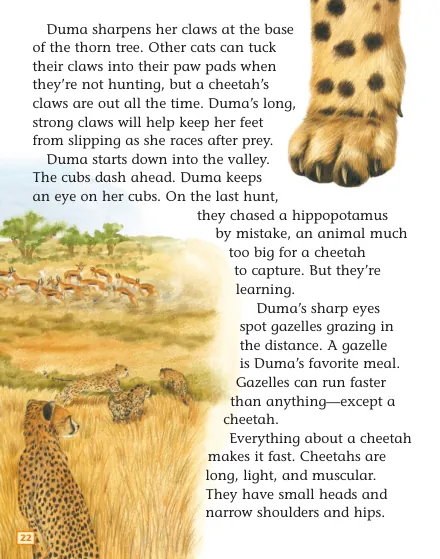 Duma sharpens her claws at the base
of the thorn tree. Other cats can tuck
their claws into their paw pads when
they're not hunting, but a cheetah's
claws are out all the time. Duma's long,
strong claws will help keep her feet
from slipping as she races after prey.
Duma starts down into the valley.
The cubs dash ahead. Duma keeps
an eye on her cubs. On the last hunt,
they chased a hippopotamus
by mistake, an animal much
too big for a cheetah
to capture. But they're
learning.
Duma's sharp eyes
spot gazelles grazing in
the distance. A gazelle
is Duma's favorite meal.
Gazelles can run faster
than anything—except a
cheetah.
Everything about a cheetah
makes it fast. Cheetahs are
long, light, and muscular.
They have small heads and
narrow shoulders and hips.
22